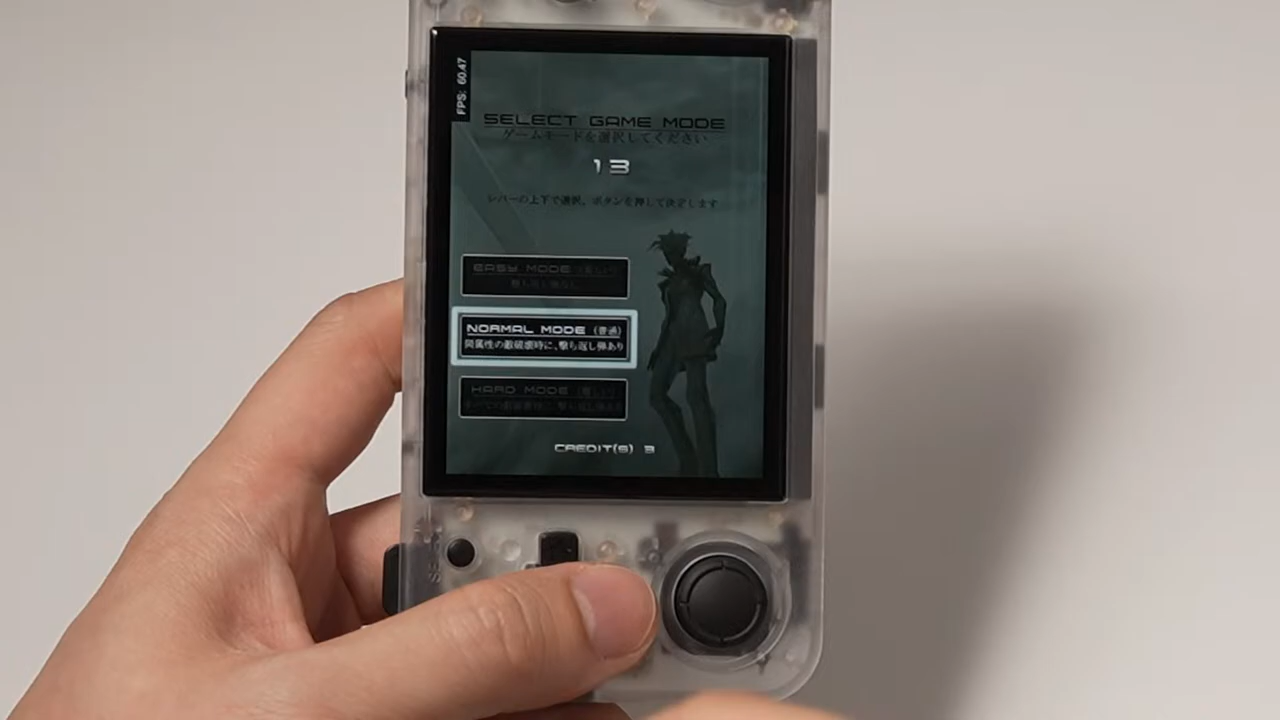 FPS: 60.47
SELECT GAME MODE
ゲームモードを選択してください
13
レバーの上下で選択、ボタンを押して決定します
EASY MODE
NORMAL MODE (普通)
同属性の敵破壊時に、撃ち返し弾あり
HARD MODE
CREDIT(S) 3